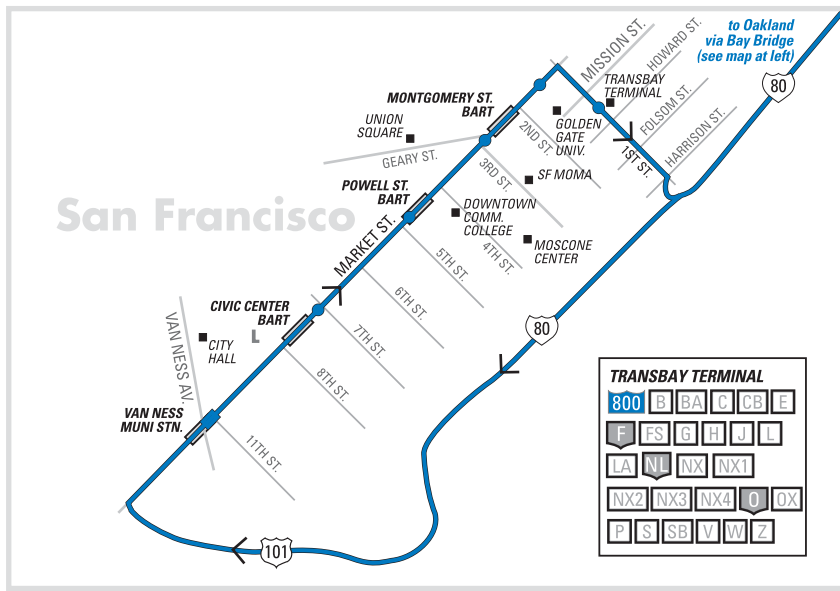 to Oakland
via Bay Bridge
(see map at left)
80
MISSION ST.
HOWARD ST.
TRANSBAY
TERMINAL
FOLSOM ST.
HARRISON ST.
MONTGOMERY ST.
BART
UNION
SQUARE
GEARY ST.
2ND ST.
GOLDEN
GATE
UNIV.
1ST ST.
3RD ST.
SF MOMA
POWELL ST.
BART
DOWNTOWN
COMM.
COLLEGE
4TH ST.
MOSCONE
CENTER
San Francisco
MARKET ST.
5TH ST.
6TH ST.
CIVIC CENTER
BART
L
7TH ST.
80
VAN NESS AV.
CITY
HALL
8TH ST.
VAN NESS
MUNI STN.
11TH ST.
101
TRANSBAY TERMINAL
800 B BA C CB E
F FS G H J L
LA NL NX NX1
NX2 NX3 NX4 O OX
P S SB V W Z